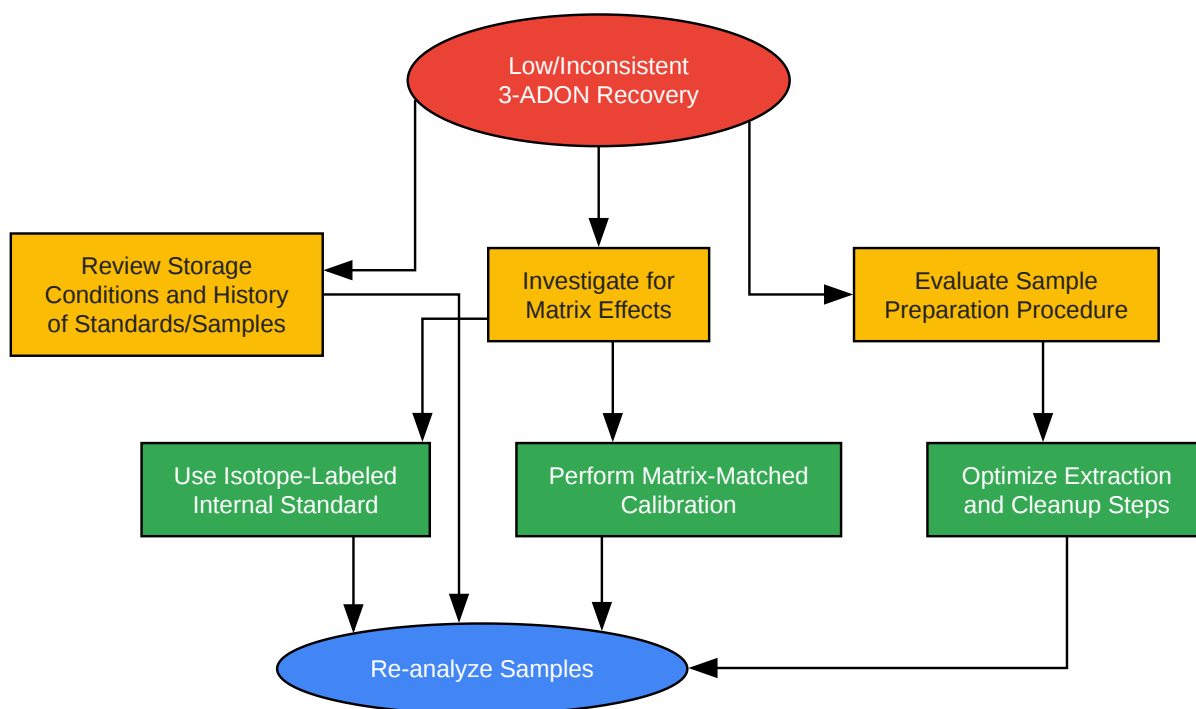 Low/Inconsistent
3-ADON Recovery
Review Storage
Conditions and History
of Standards/Samples
Investigate for
Matrix Effects
Evaluate Sample
Preparation Procedure
Use Isotope-Labeled
Internal Standard
Perform Matrix-Matched
Calibration
Optimize Extraction
and Cleanup Steps
Re-analyze Samples